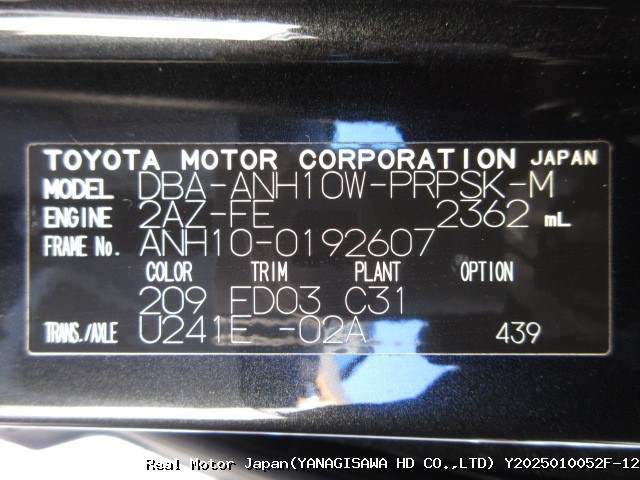 TOYOTA MOTOR CORPORATION JAPAN
MODEL DBA-ANH10W-PRPSK-M
ENGINE 2AZ-FE 2362 mL
FRAME No. ANH10-0192607
COLOR TRIM PLANT OPTION
209 FD03 C31
TRANS./AXLE U241E -02A 439
Real Motor Japan(YANAGISAWA HD CO.,LTD) Y2025010052F-12